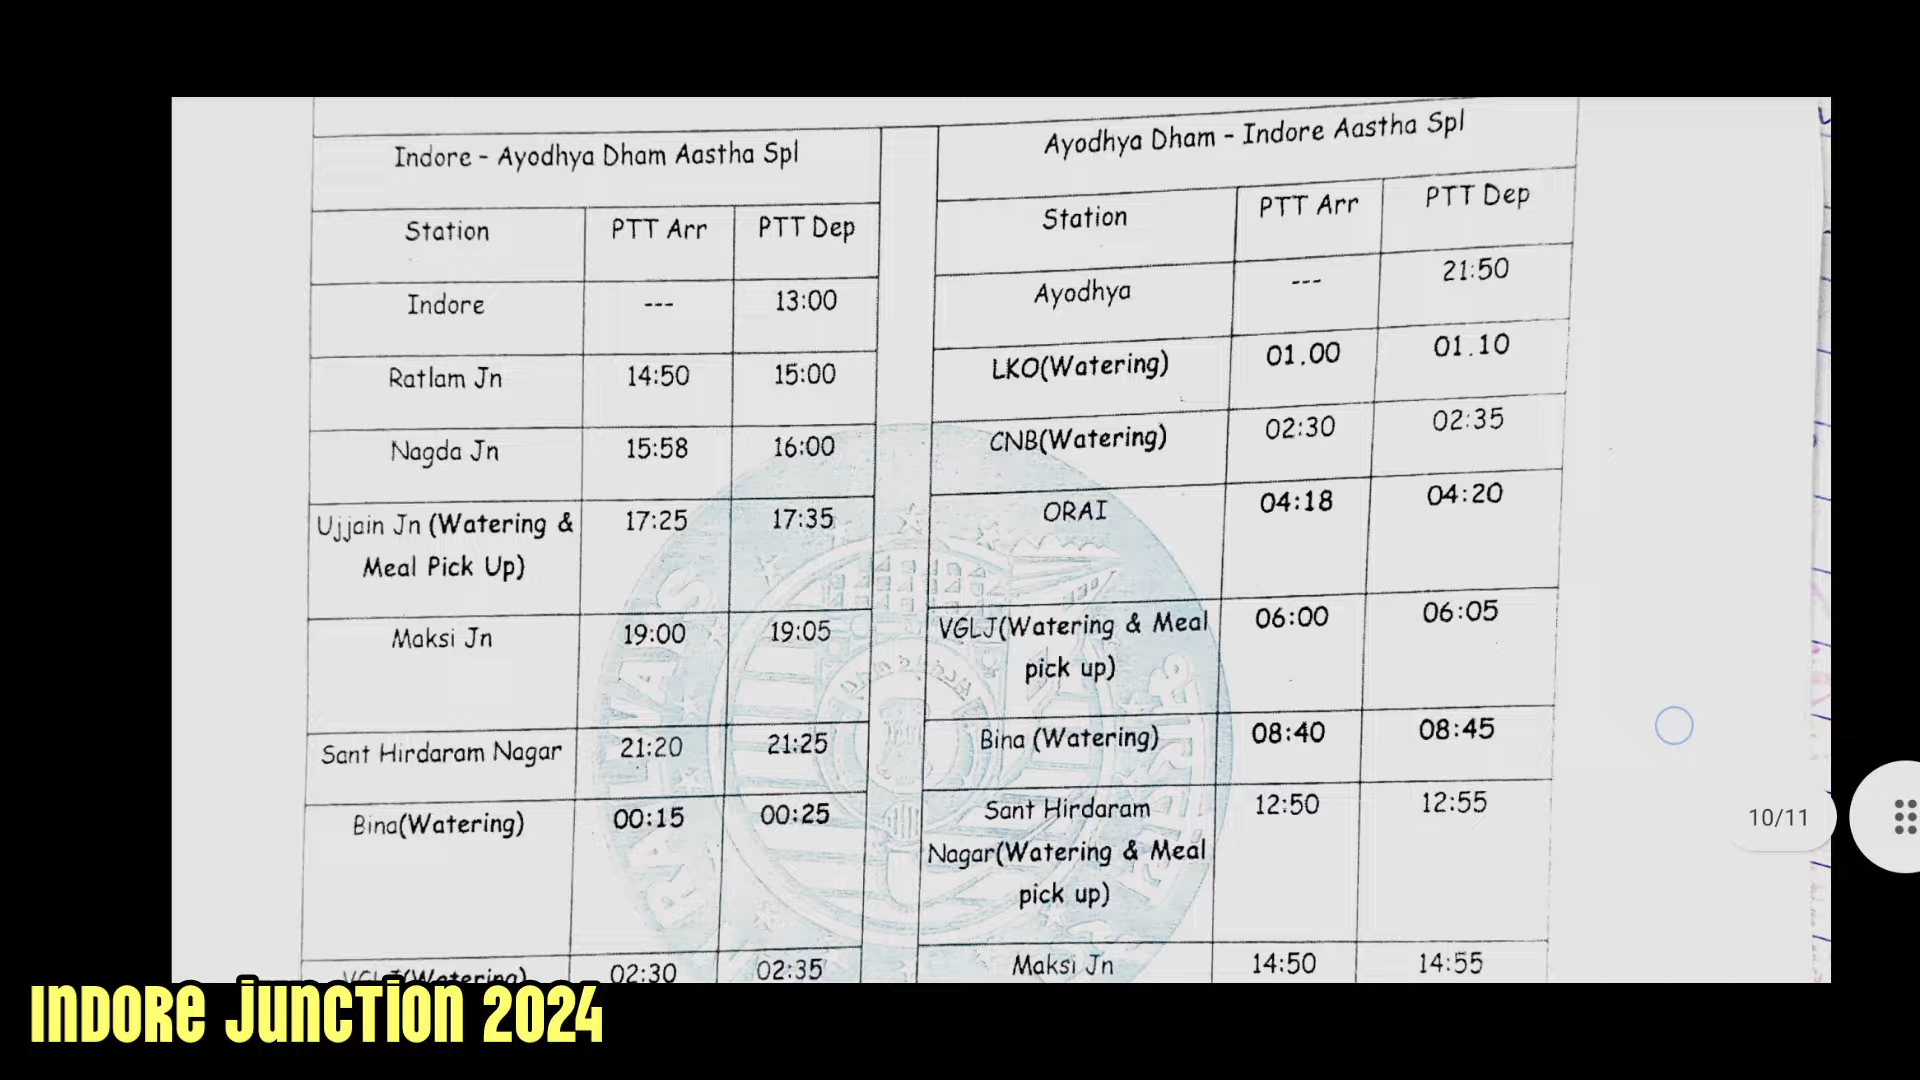 Indore - Ayodhya Dham Aastha Spl
Station PTT Arr PTT Dep
Indore --- 13:00
Ratlam Jn 14:50 15:00
Nagda Jn 15:58 16:00
Ujjain Jn (Watering &
Meal Pick Up) 17:25 17:35
Maksi Jn 19:00 19:05
Sant Hirdaram Nagar 21:20 21:25
Bina(Watering) 00:15 00:25
VGLJ(Watering) 02:30 02:35
Ayodhya Dham - Indore Aastha Spl
Station PTT Arr PTT Dep
Ayodhya --- 21:50
LKO(Watering) 01.00 01.10
CNB(Watering) 02:30 02:35
ORAI 04:18 04:20
VGLJ(Watering & Meal
pick up) 06:00 06:05
Bina (Watering) 08:40 08:45
Sant Hirdaram
Nagar(Watering & Meal
pick up) 12:50 12:55
Maksi Jn 14:50 14:55
10/11
INDORE JUNCTION 2024